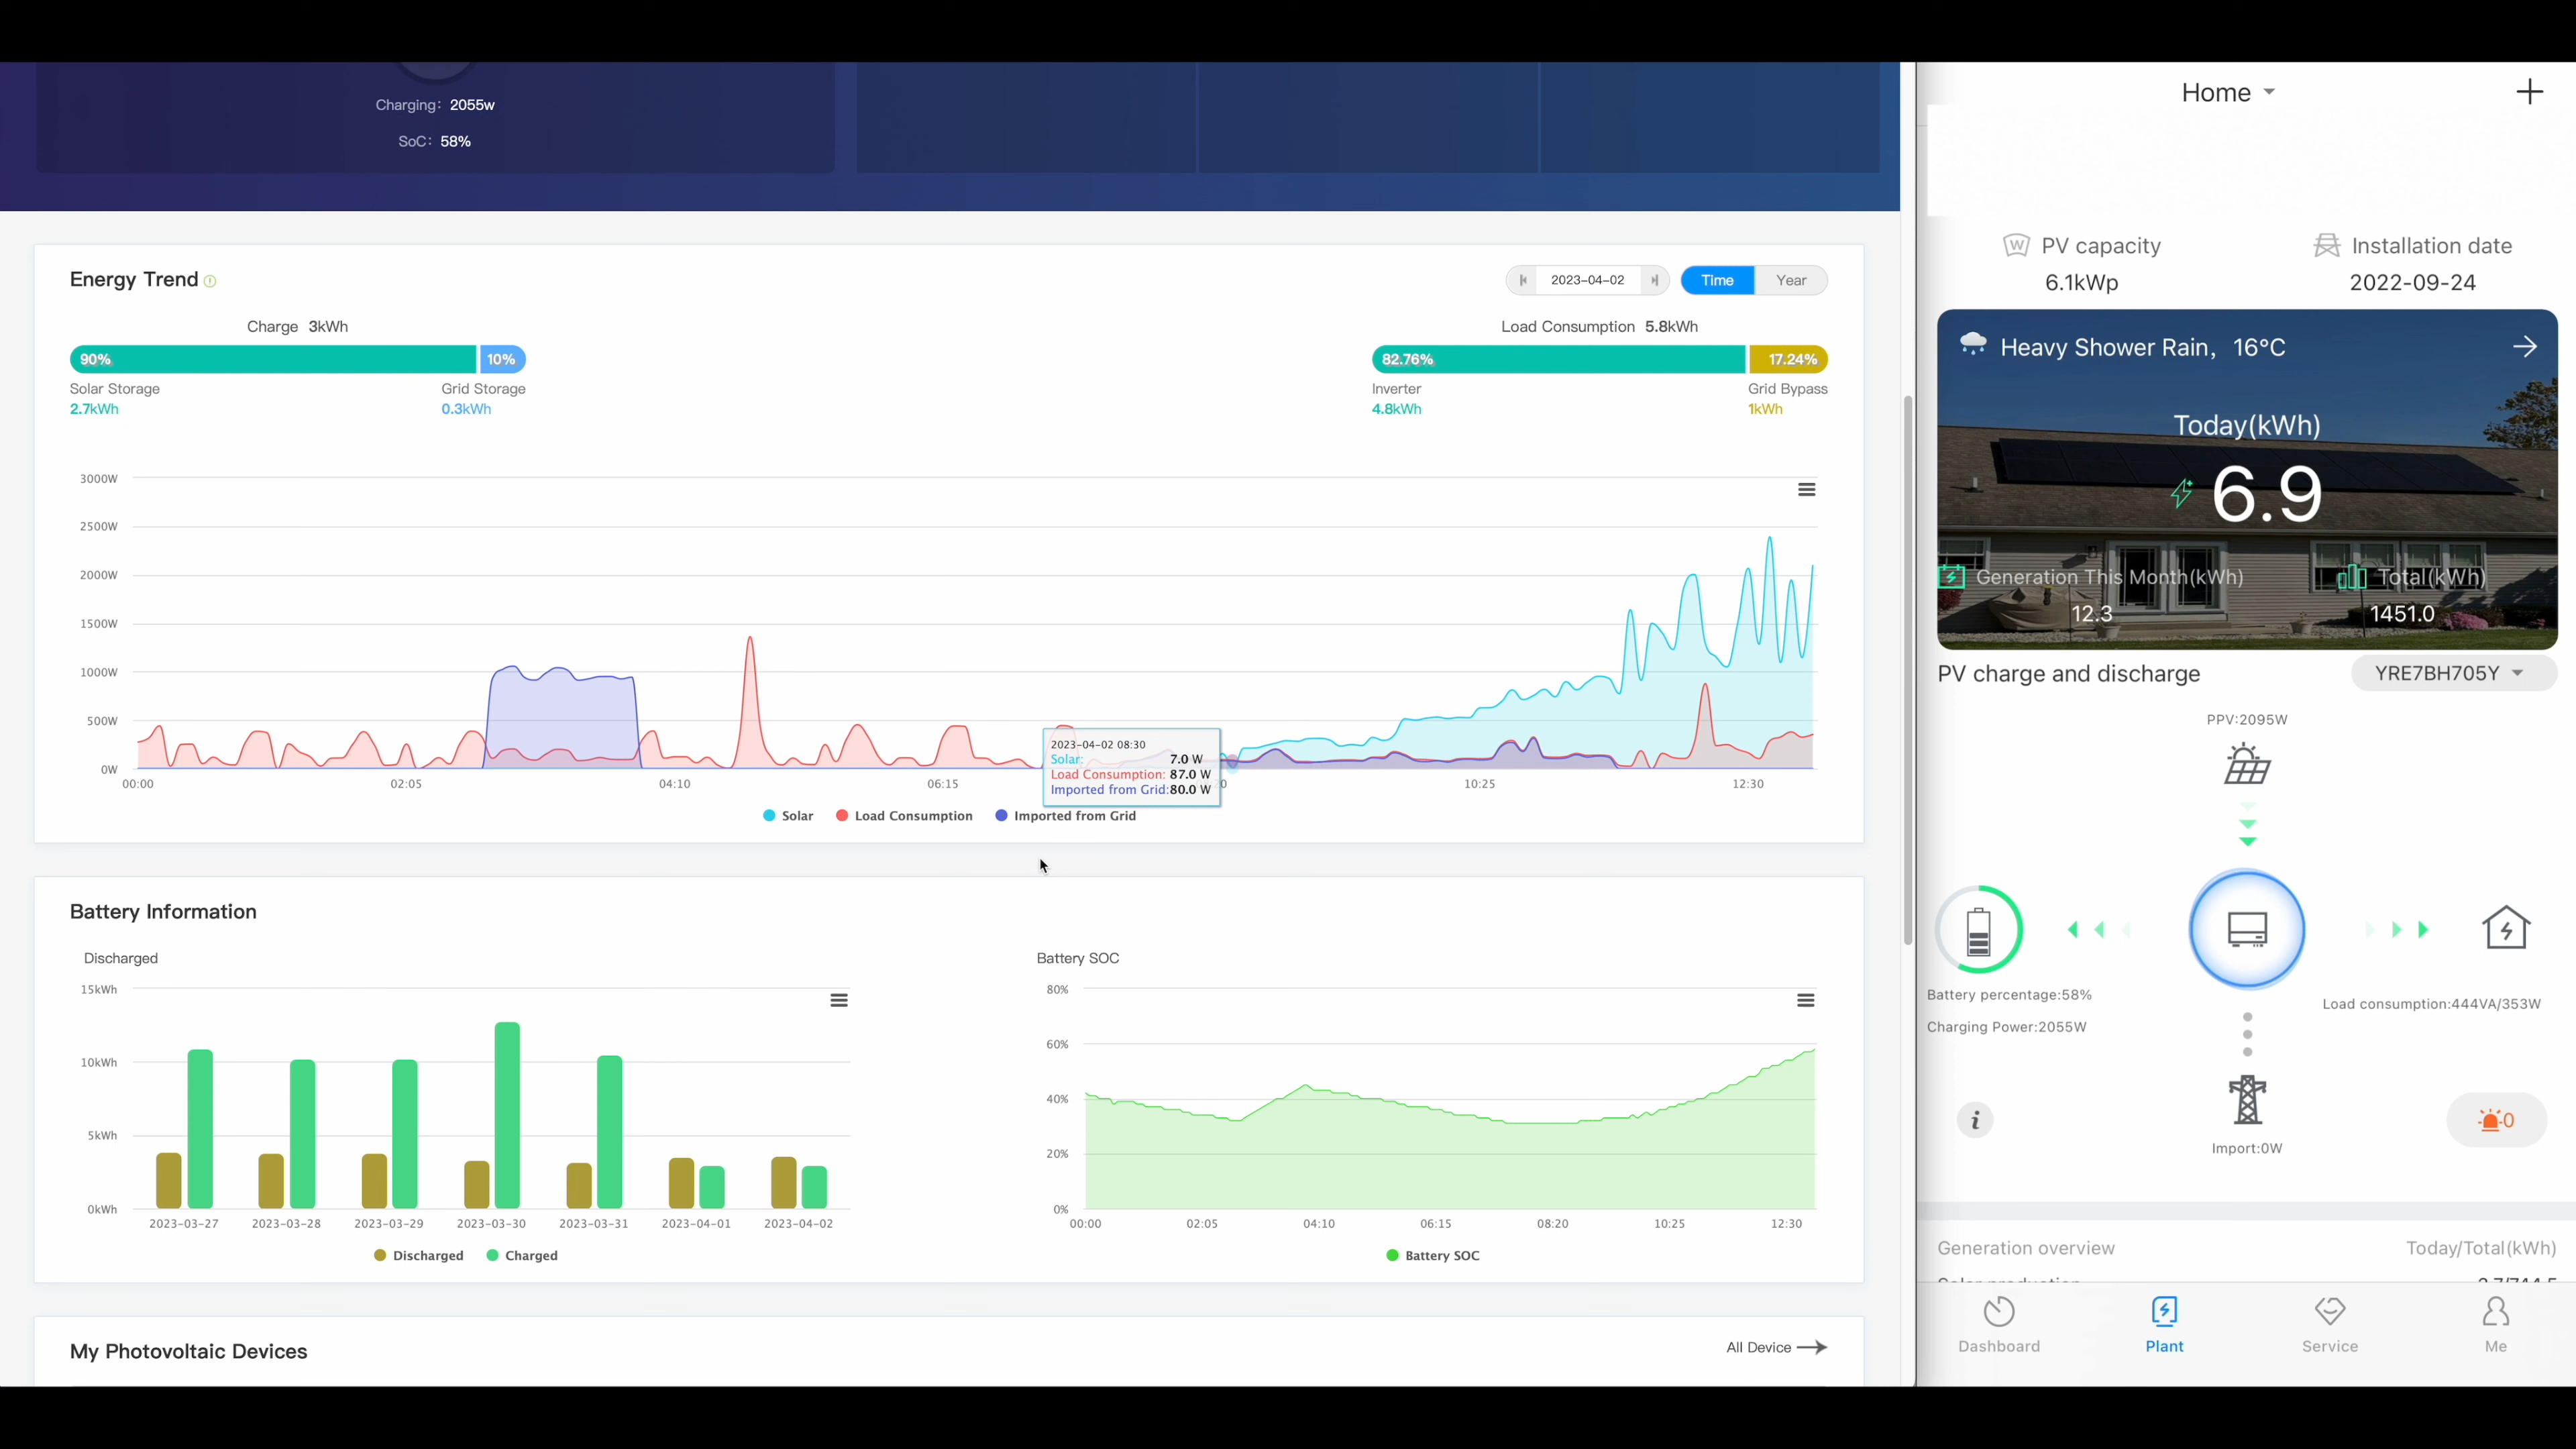 Charging: 2055w
SoC: 58%
Energy Trend
2023-04-02
Time Year
Charge 3kWh
90% 10%
Solar Storage Grid Storage
2.7kWh 0.3kWh
Load Consumption 5.8kWh
82.76% 17.24%
Inverter Grid Bypass
4.8kWh 1kWh
3000W
2500W
2000W
1500W
1000W
500W
0W
00:00 02:05 04:10 06:15 10:25 12:30
2023-04-02 08:30
Solar: 7.0 W
Load Consumption: 87.0 W
Imported from Grid: 80.0 W
Solar Load Consumption Imported from Grid
Battery Information
Discharged
15kWh
10kWh
5kWh
0kWh
2023-03-27 2023-03-28 2023-03-29 2023-03-30 2023-03-31 2023-04-01 2023-04-02
Discharged Charged
Battery SOC
80%
60%
40%
20%
0%
00:00 02:05 04:10 06:15 08:20 10:25 12:30
Battery SOC
My Photovoltaic Devices
All Device
Home
PV capacity
6.1kWp
Installation date
2022-09-24
Heavy Shower Rain, 16°C
Today(kWh)
6.9
Generation This Month(kWh) Total(kWh)
12.3 1451.0
PV charge and discharge
YRE7BH705Y
PPV:2095W
Battery percentage:58%
Charging Power:2055W
Load consumption:444VA/353W
Import:0W
0
Generation overview Today/Total(kWh)
Dashboard Plant Service Me